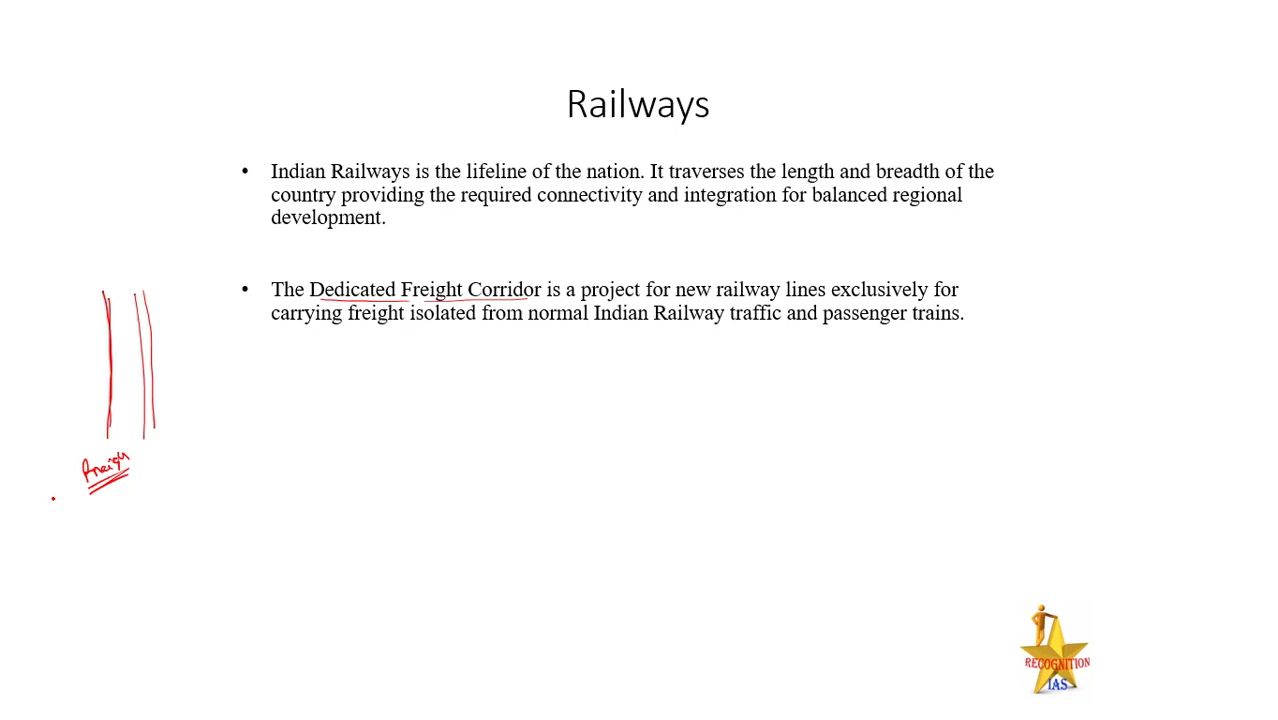 Railways
• Indian Railways is the lifeline of the nation. It traverses the length and breadth of the
country providing the required connectivity and integration for balanced regional
development.
• The Dedicated Freight Corridor is a project for new railway lines exclusively for
carrying freight isolated from normal Indian Railway traffic and passenger trains.
RECOGNITION
IAS